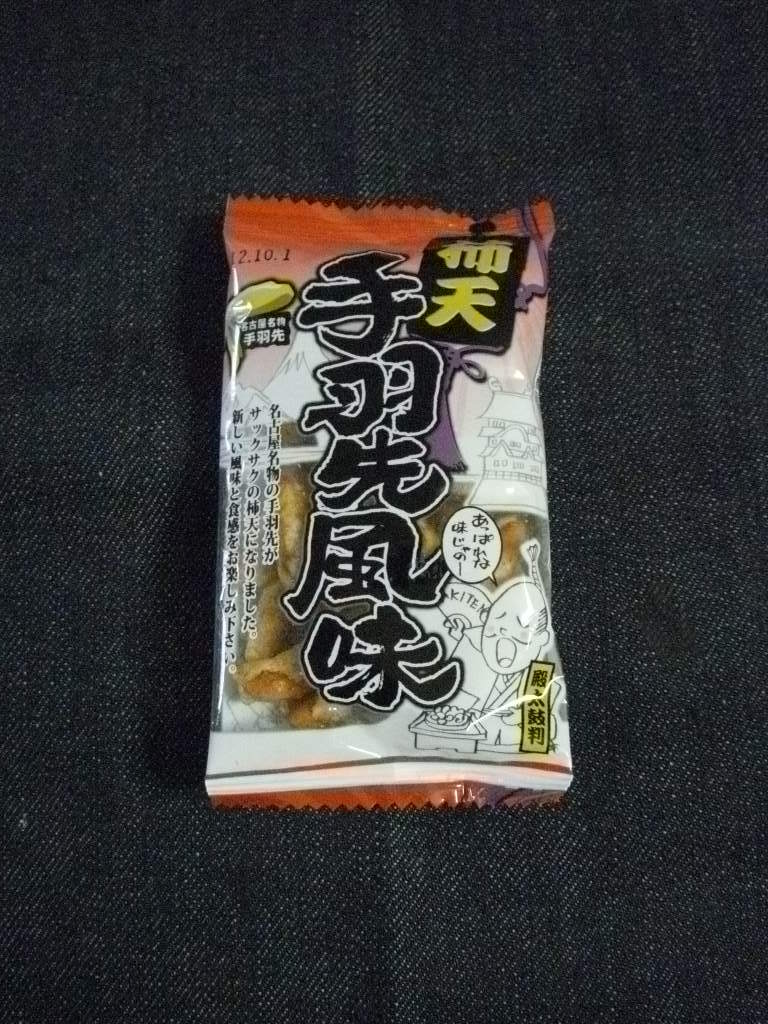 12.10.1
柿天
名古屋名物
手羽先
手羽先風味
名古屋名物の手羽先が
サックサクの柿天になりました。
新しい風味と食感をお楽しみ下さい。
あっぱれな
味じゃのー
KITEN
殿太鼓判